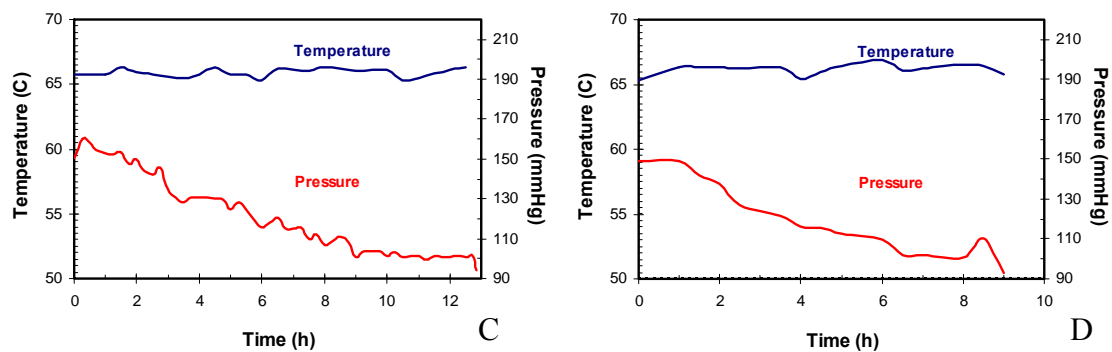 70
65
60
55
50
Temperature (C)
Temperature
Pressure
210
190
170
150
130
110
90
Pressure (mmHg)
0 2 4 6 8 10 12
Time (h)
C
70
65
60
55
50
Temperature (C)
Temperature
Pressure
210
190
170
150
130
110
90
Pressure (mmHg)
0 2 4 6 8 10
Time (h)
D